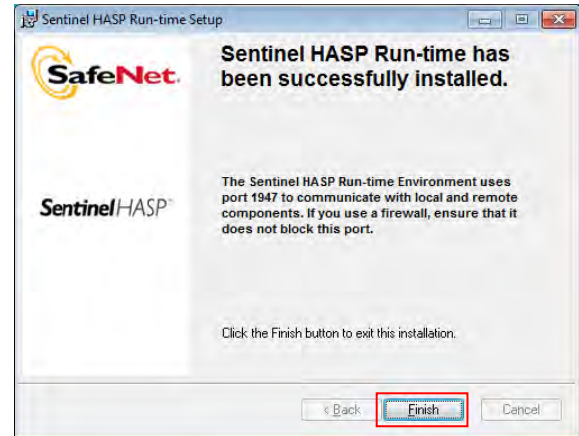 Sentinel HASP Run-time Setup
SafeNet.
Sentinel HASP Run-time has
been successfully installed.
The Sentinel HASP Run-time Environment uses
port 1947 to communicate with local and remote
components. If you use a firewall, ensure that it
does not block this port.
SentinelHASP™
Click the Finish button to exit this installation.
< Back
Finish
Cancel